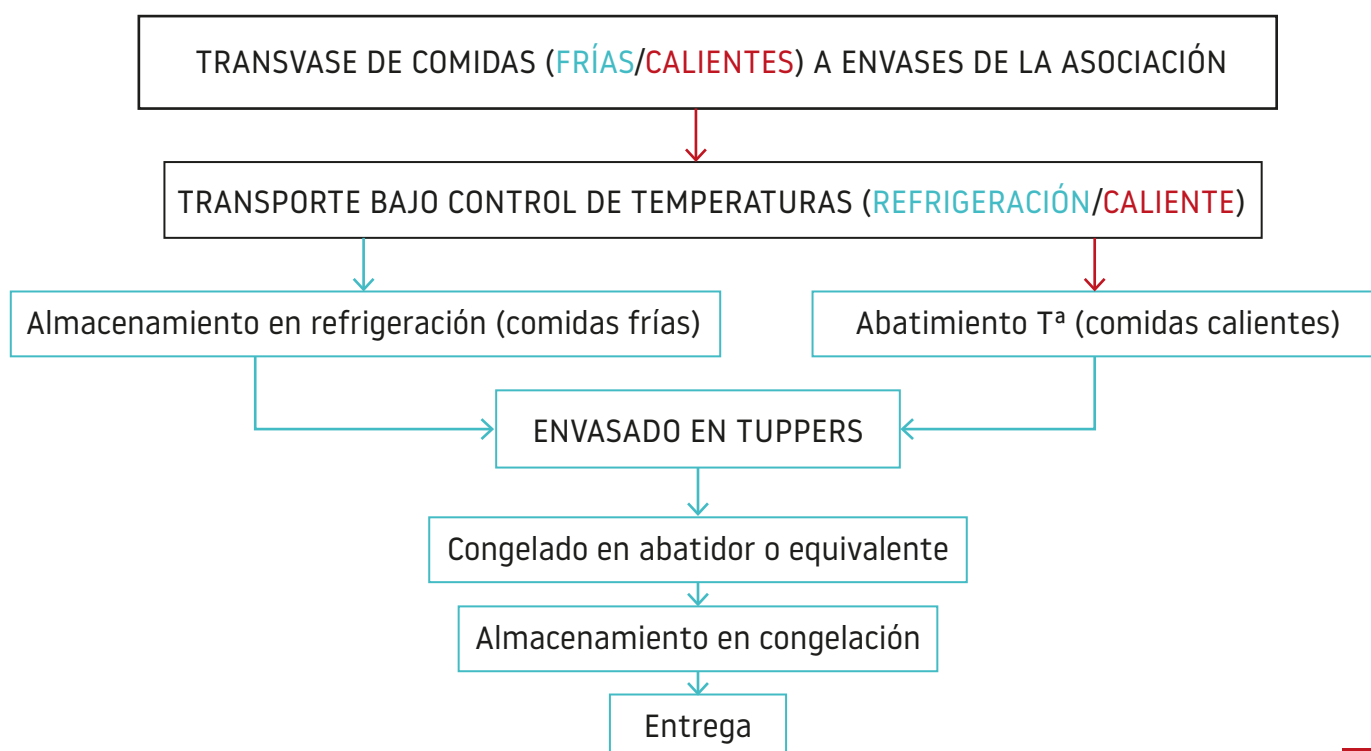 TRANSVASE DE COMIDAS (FRÍAS/CALIENTES) A ENVASES DE LA ASOCIACIÓN
TRANSPORTE BAJO CONTROL DE TEMPERATURAS (REFRIGERACIÓN/CALIENTE)
Almacenamiento en refrigeración (comidas frías)
Abatimiento Tª (comidas calientes)
ENVASADO EN TUPPERS
Congelado en abatidor o equivalente
Almacenamiento en congelación
Entrega